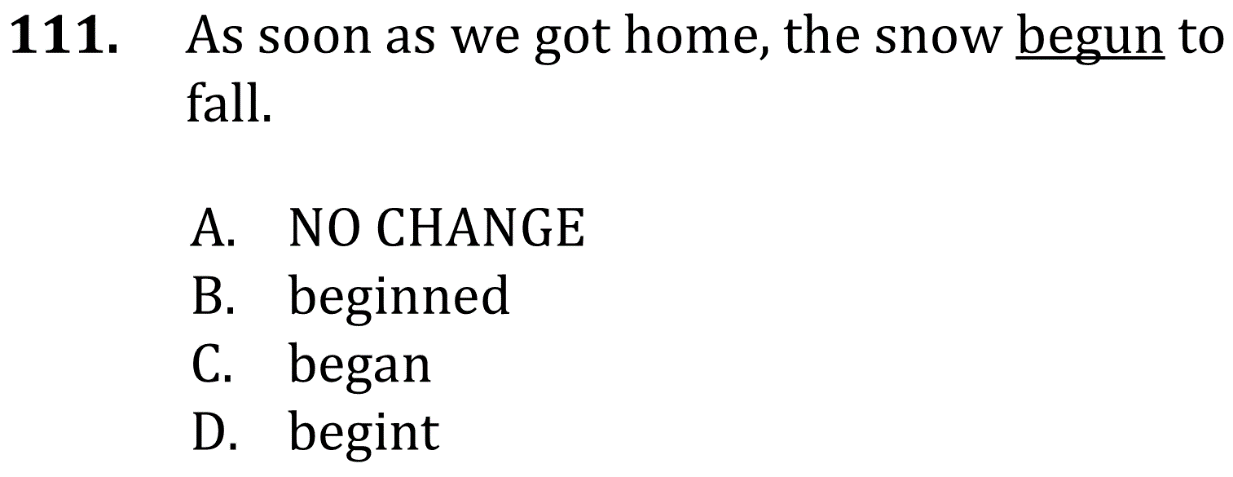 111. As soon as we got home, the snow begun to
fall.
A. NO CHANGE
B. beginned
C. began
D. begint